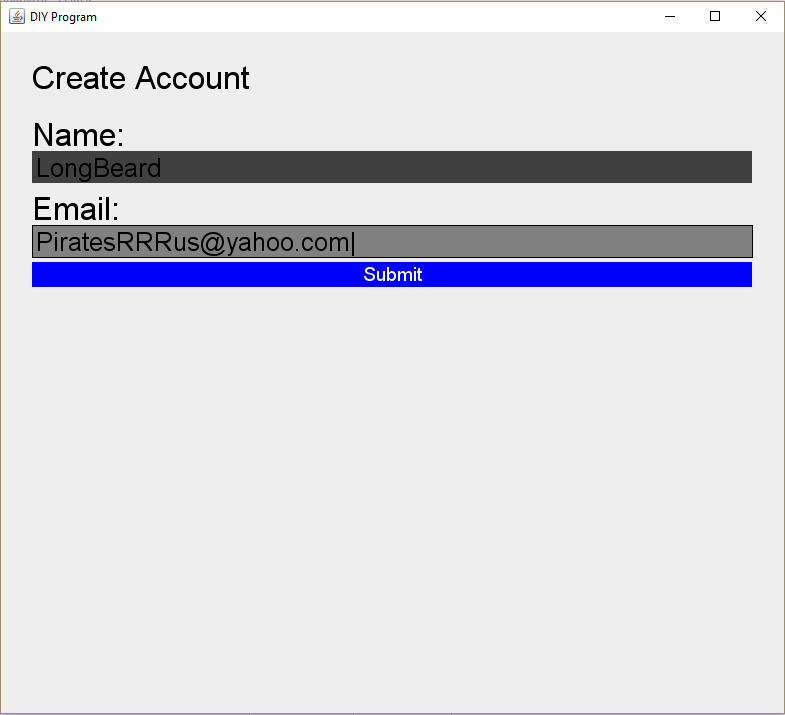 DIY Program
Create Account
Name:
LongBeard
Email:
PiratesRRRus@yahoo.com
Submit